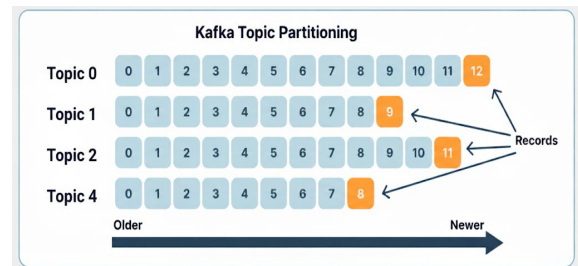 Kafka Topic Partitioning
Topic 0 0 1 2 3 4 5 6 7 8 9 10 11 12
Topic 1 0 1 2 3 4 5 6 7 8 9
Topic 2 0 1 2 3 4 5 6 7 8 9 10 11
Records
Topic 4 0 1 2 3 4 5 6 7 8
Older Newer